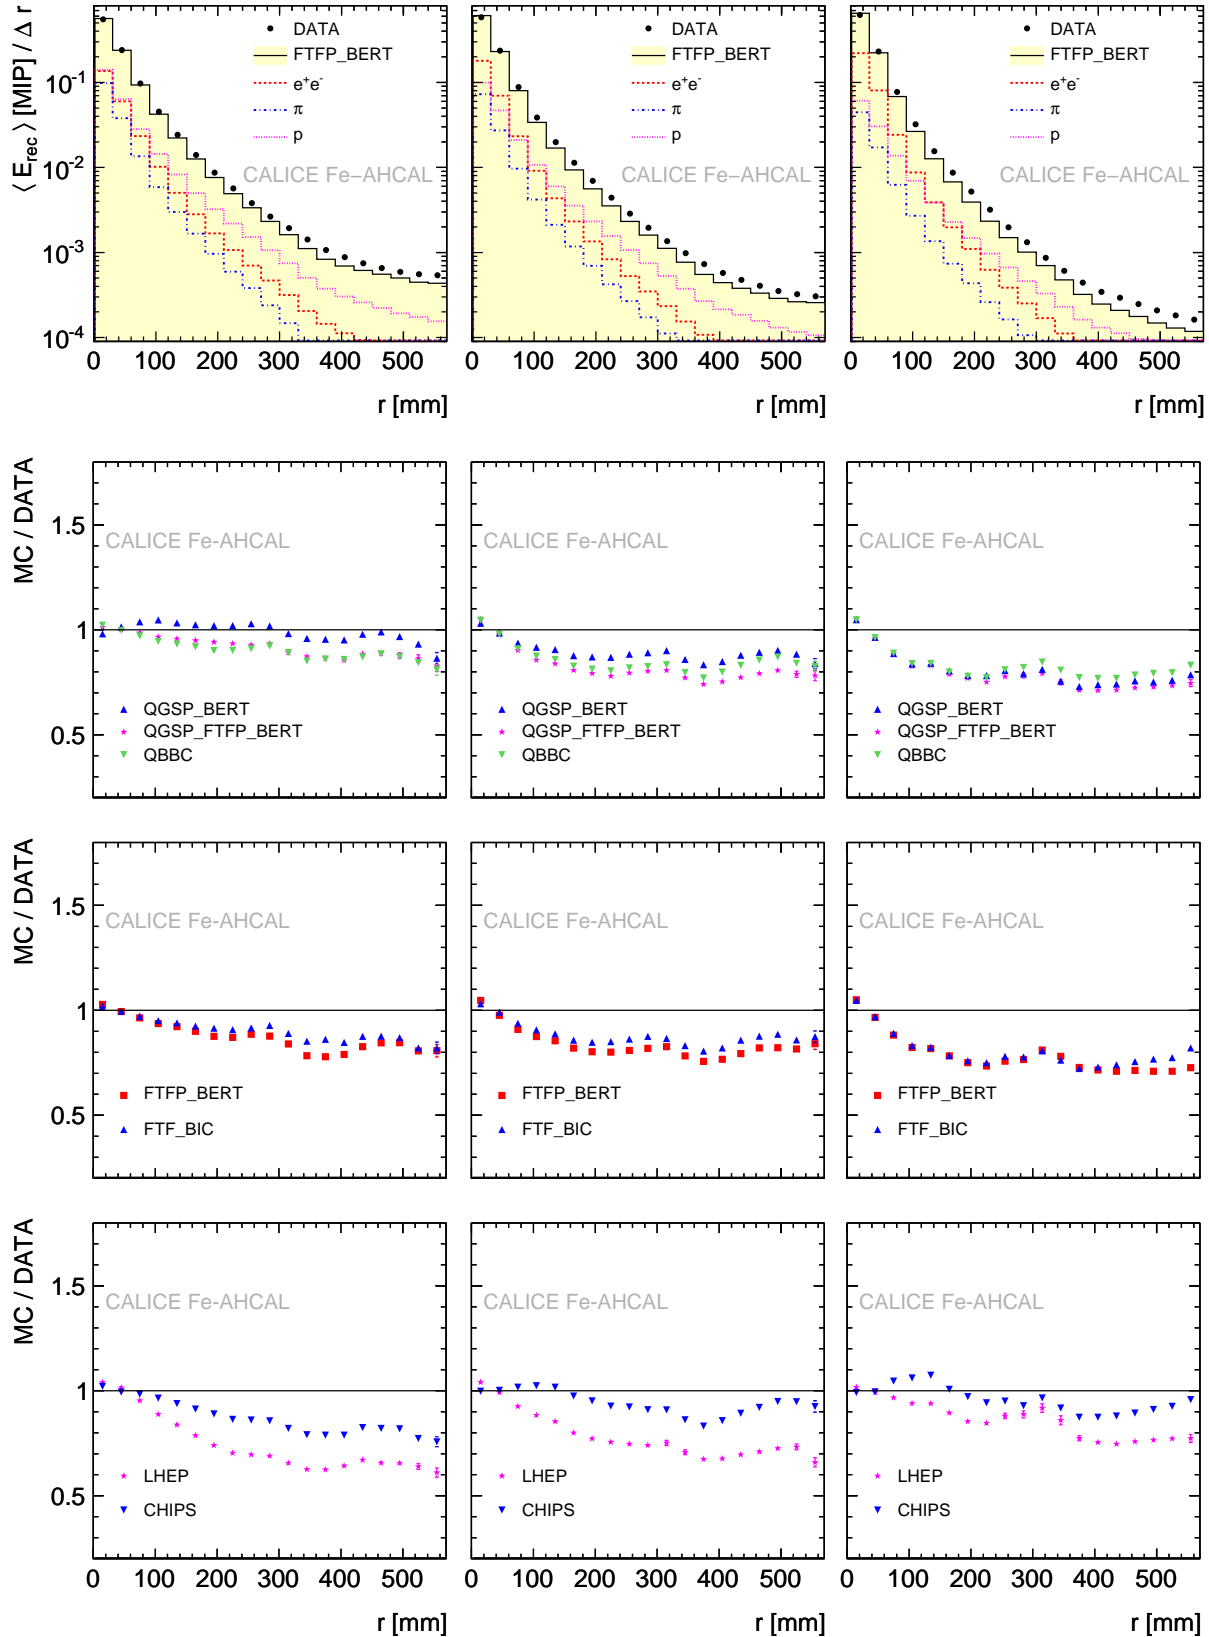 ⟨ E_rec ⟩ [MIP] / Δ r
10^-1
10^-2
10^-3
10^-4
DATA
FTFP_BERT
e^+e^-
π
p
CALICE Fe–AHCAL
0 100 200 300 400 500
r [mm]
DATA
FTFP_BERT
e^+e^-
π
p
CALICE Fe–AHCAL
0 100 200 300 400 500
r [mm]
DATA
FTFP_BERT
e^+e^-
π
p
CALICE Fe–AHCAL
0 100 200 300 400 500
r [mm]
MC / DATA
1.5
1
0.5
CALICE Fe-AHCAL
QGSP_BERT
QGSP_FTFP_BERT
QBBC
CALICE Fe-AHCAL
QGSP_BERT
QGSP_FTFP_BERT
QBBC
CALICE Fe-AHCAL
QGSP_BERT
QGSP_FTFP_BERT
QBBC
MC / DATA
1.5
1
0.5
CALICE Fe-AHCAL
FTFP_BERT
FTF_BIC
CALICE Fe-AHCAL
FTFP_BERT
FTF_BIC
CALICE Fe-AHCAL
FTFP_BERT
FTF_BIC
MC / DATA
1.5
1
0.5
CALICE Fe-AHCAL
LHEP
CHIPS
0 100 200 300 400 500
r [mm]
CALICE Fe-AHCAL
LHEP
CHIPS
0 100 200 300 400 500
r [mm]
CALICE Fe-AHCAL
LHEP
CHIPS
0 100 200 300 400 500
r [mm]